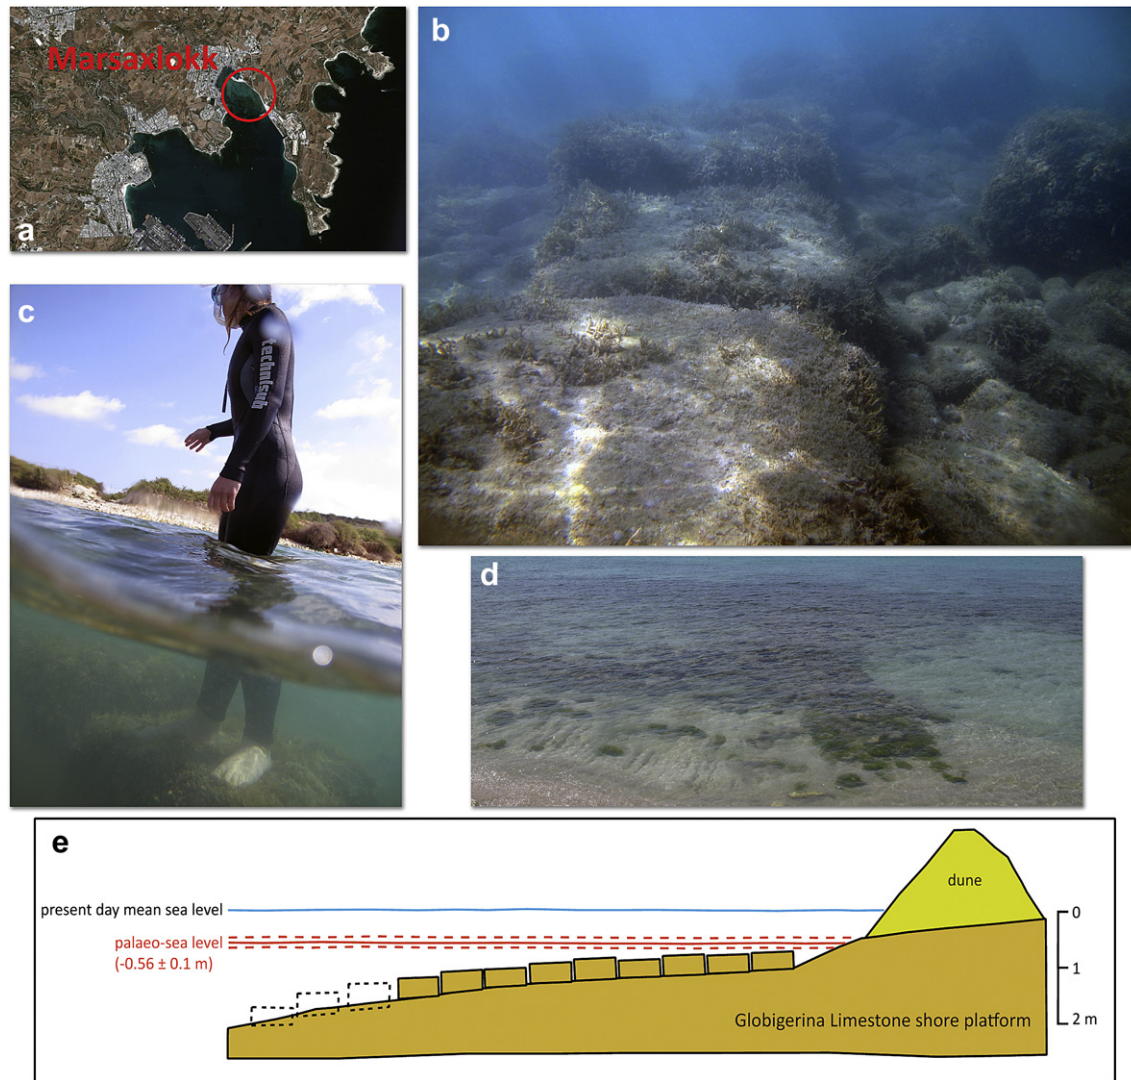 Marsaxlokk
a
b
c
technisub
d
e
present day mean sea level
palaeo-sea level
(-0.56 ± 0.1 m)
dune
0
1
2 m
Globigerina Limestone shore platform